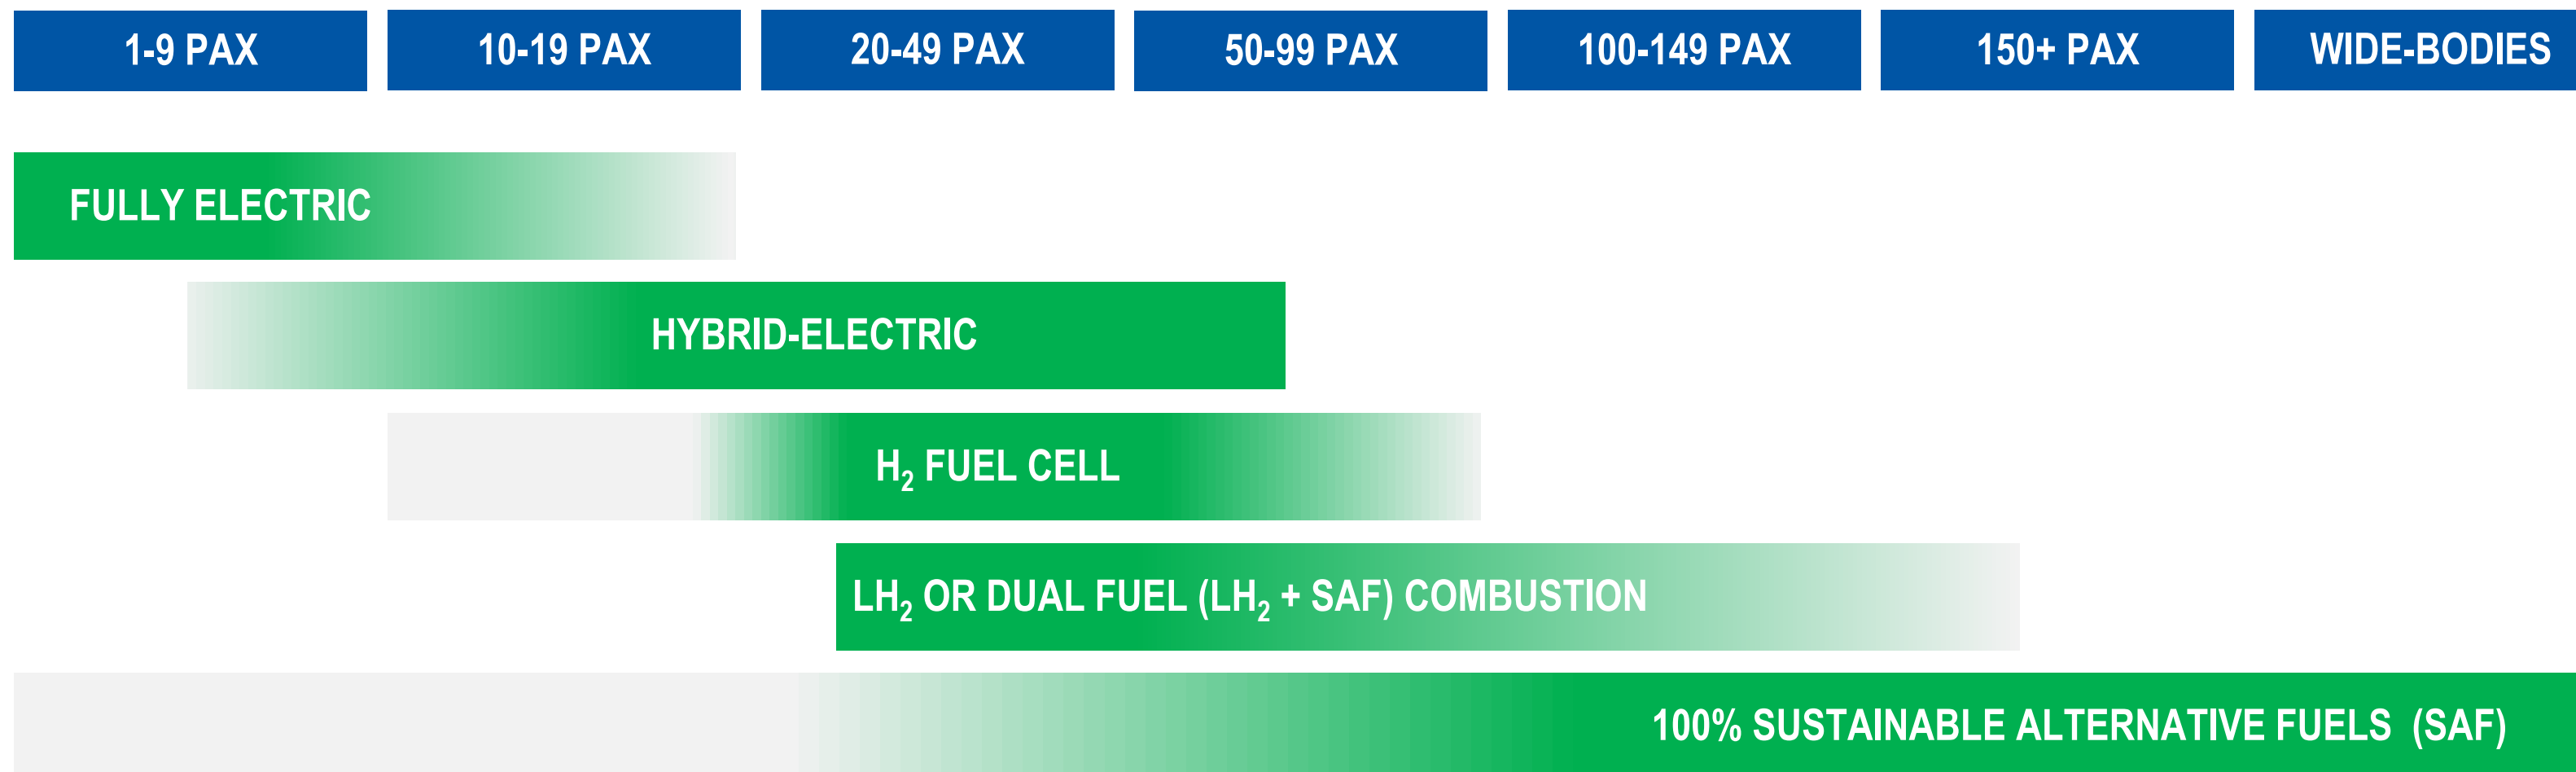 1-9 PAX
10-19 PAX
20-49 PAX
50-99 PAX
100-149 PAX
150+ PAX
WIDE-BODIES
FULLY ELECTRIC
HYBRID-ELECTRIC
H₂ FUEL CELL
LH₂ OR DUAL FUEL (LH₂ + SAF) COMBUSTION
100% SUSTAINABLE ALTERNATIVE FUELS (SAF)